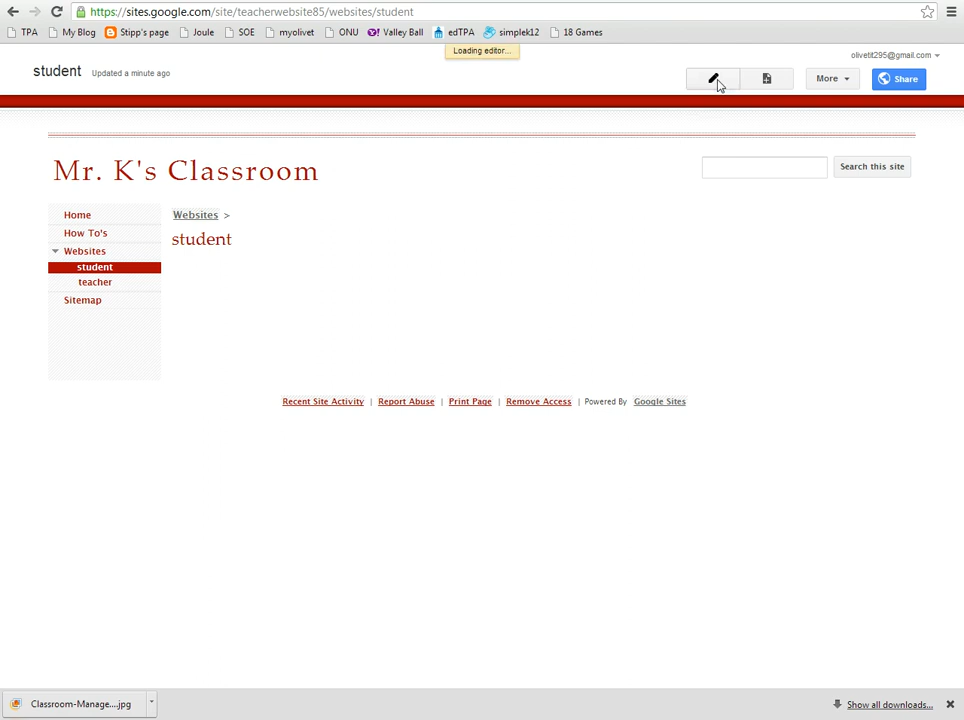 https://sites.google.com/site/teacherwebsite85/websites/student
TPA My Blog Stipp's page Joule SOE myolivet ONU Valley Ball edTPA simplek12 18 Games
Loading editor...
olivetit295@gmail.com
student Updated a minute ago More Share
Mr. K's Classroom
Search this site
Home
How To's
Websites
student
teacher
Sitemap
Websites >
student
Recent Site Activity | Report Abuse | Print Page | Remove Access | Powered By Google Sites
Classroom-Manage....jpg
Show all downloads...